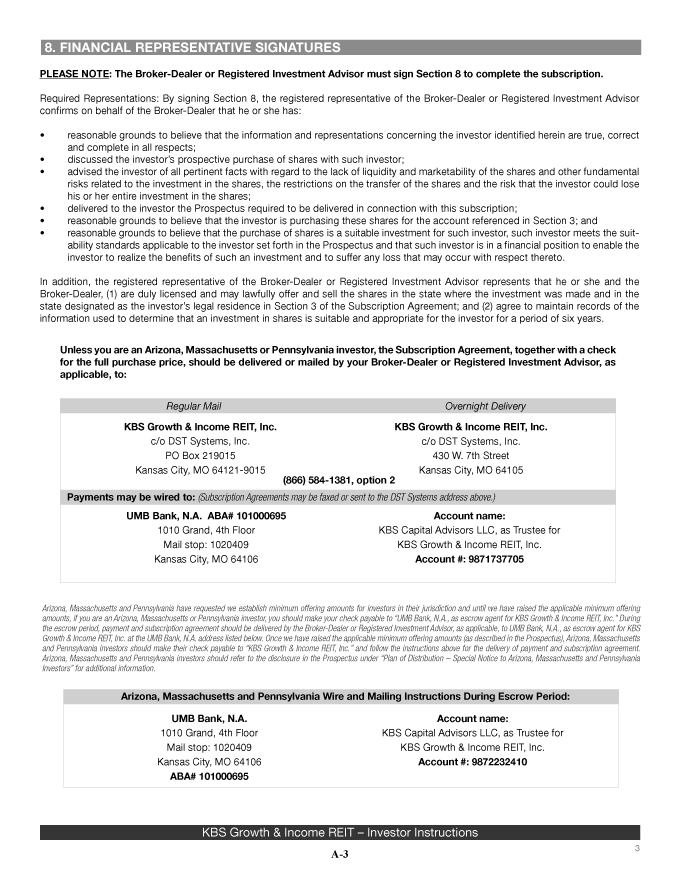 8. FINANCIAL REPRESENTATIVE SIGNATURES
PLEASE NOTE: The Broker-Dealer or Registered Investment Advisor must sign Section 8 to complete the subscription.
Required Representations: By signing Section 8, the registered representative of the Broker-Dealer or Registered Investment Advisor
confirms on behalf of the Broker-Dealer that he or she has:
• reasonable grounds to believe that the information and representations concerning the investor identified herein are true, correct
and complete in all respects;
• discussed the investor's prospective purchase of shares with such investor;
• advised the investor of all pertinent facts with regard to the lack of liquidity and marketability of the shares and other fundamental
risks related to the investment in the shares, the restrictions on the transfer of the shares and the risk that the investor could lose
his or her entire investment in the shares;
• delivered to the investor the Prospectus required to be delivered in connection with this subscription;
• reasonable grounds to believe that the investor is purchasing these shares for the account referenced in Section 3; and
• reasonable grounds to believe that the purchase of shares is a suitable investment for such investor, such investor meets the suit-
ability standards applicable to the investor set forth in the Prospectus and that such investor is in a financial position to enable the
investor to realize the benefits of such an investment and to suffer any loss that may occur with respect thereto.
In addition, the registered representative of the Broker-Dealer or Registered Investment Advisor represents that he or she and the
Broker-Dealer, (1) are duly licensed and may lawfully offer and sell the shares in the state where the investment was made and in the
state designated as the investor's legal residence in Section 3 of the Subscription Agreement; and (2) agree to maintain records of the
information used to determine that an investment in shares is suitable and appropriate for the investor for a period of six years.
Unless you are an Arizona, Massachusetts or Pennsylvania investor, the Subscription Agreement, together with a check
for the full purchase price, should be delivered or mailed by your Broker-Dealer or Registered Investment Advisor, as
applicable, to:
Regular Mail
Overnight Delivery
KBS Growth & Income REIT, Inc.
c/o DST Systems, Inc.
PO Box 219015
Kansas City, MO 64121-9015
KBS Growth & Income REIT, Inc.
c/o DST Systems, Inc.
430 W. 7th Street
Kansas City, MO 64105
(866) 584-1381, option 2
Payments may be wired to: (Subscription Agreements may be faxed or sent to the DST Systems address above.)
UMB Bank, N.A. ABA# 101000695
1010 Grand, 4th Floor
Mail stop: 1020409
Kansas City, MO 64106
Account name:
KBS Capital Advisors LLC, as Trustee for
KBS Growth & Income REIT, Inc.
Account #: 9871737705
Arizona, Massachusetts and Pennsylvania have requested we establish minimum offering amounts for investors in their jurisdiction and until we have raised the applicable minimum offering
amounts, if you are an Arizona, Massachusetts or Pennsylvania investor, you should make your check payable to "UMB Bank, N.A., as escrow agent for KBS Growth & Income REIT, Inc." During
the escrow period, payment and subscription agreement should be delivered by the Broker-Dealer or Registered Investment Advisor, as applicable, to UMB Bank, N.A., as escrow agent for KBS
Growth & Income REIT, Inc. at the UMB Bank, N.A, address listed below. Once we have raised the applicable minimum offering amounts (as described in the Prospectus), Arizona, Massachusetts
and Pennsylvania investors should make their check payable to "KBS Growth & Income REIT, Inc." and follow the instructions above for the delivery of payment and subscription agreement.
Arizona, Massachusetts and Pennsylvania investors should refer to the disclosure in the Prospectus under "Plan of Distribution – Special Notice to Arizona, Massachusetts and Pennsylvania
Investors" for additional information.
Arizona, Massachusetts and Pennsylvania Wire and Mailing Instructions During Escrow Period:
UMB Bank, N.A.
1010 Grand, 4th Floor
Mail stop: 1020409
Kansas City, MO 64106
ABA# 101000695
Account name:
KBS Capital Advisors LLC, as Trustee for
KBS Growth & Income REIT, Inc.
Account #: 9872232410
KBS Growth & Income REIT – Investor Instructions
3
A-3